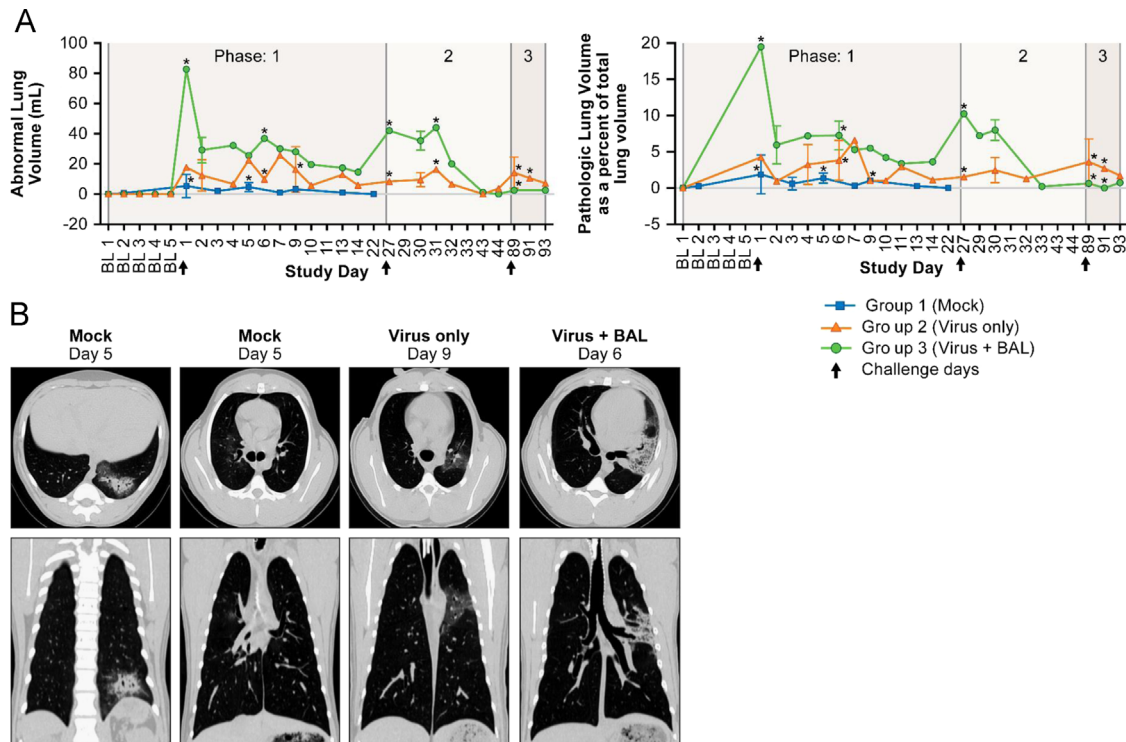 A
Abnormal Lung
Volume (mL)
100
80
60
40
20
0
-20
Phase: 1
2
3
*
*
*
*
*
*
*
*
*
*
*
BL 1
BL 2
BL 3
BL 4
BL 5
1
2
3
4
5
6
7
8
9
10
11
13
14
22
27
29
30
31
32
33
43
44
89
91
93
Study Day
Pathologic Lung Volume
as a percent of total
lung volume
20
15
10
5
0
-5
Phase: 1
2
3
*
*
*
*
*
*
*
*
*
*
*
BL 1
BL 2
BL 3
BL 4
BL 5
1
2
3
4
5
6
7
8
9
10
11
13
14
22
27
29
30
31
32
33
43
44
89
91
93
Study Day
Group 1 (Mock)
Group 2 (Virus only)
Group 3 (Virus + BAL)
Challenge days
B
Mock
Day 5
Mock
Day 5
Virus only
Day 9
Virus + BAL
Day 6